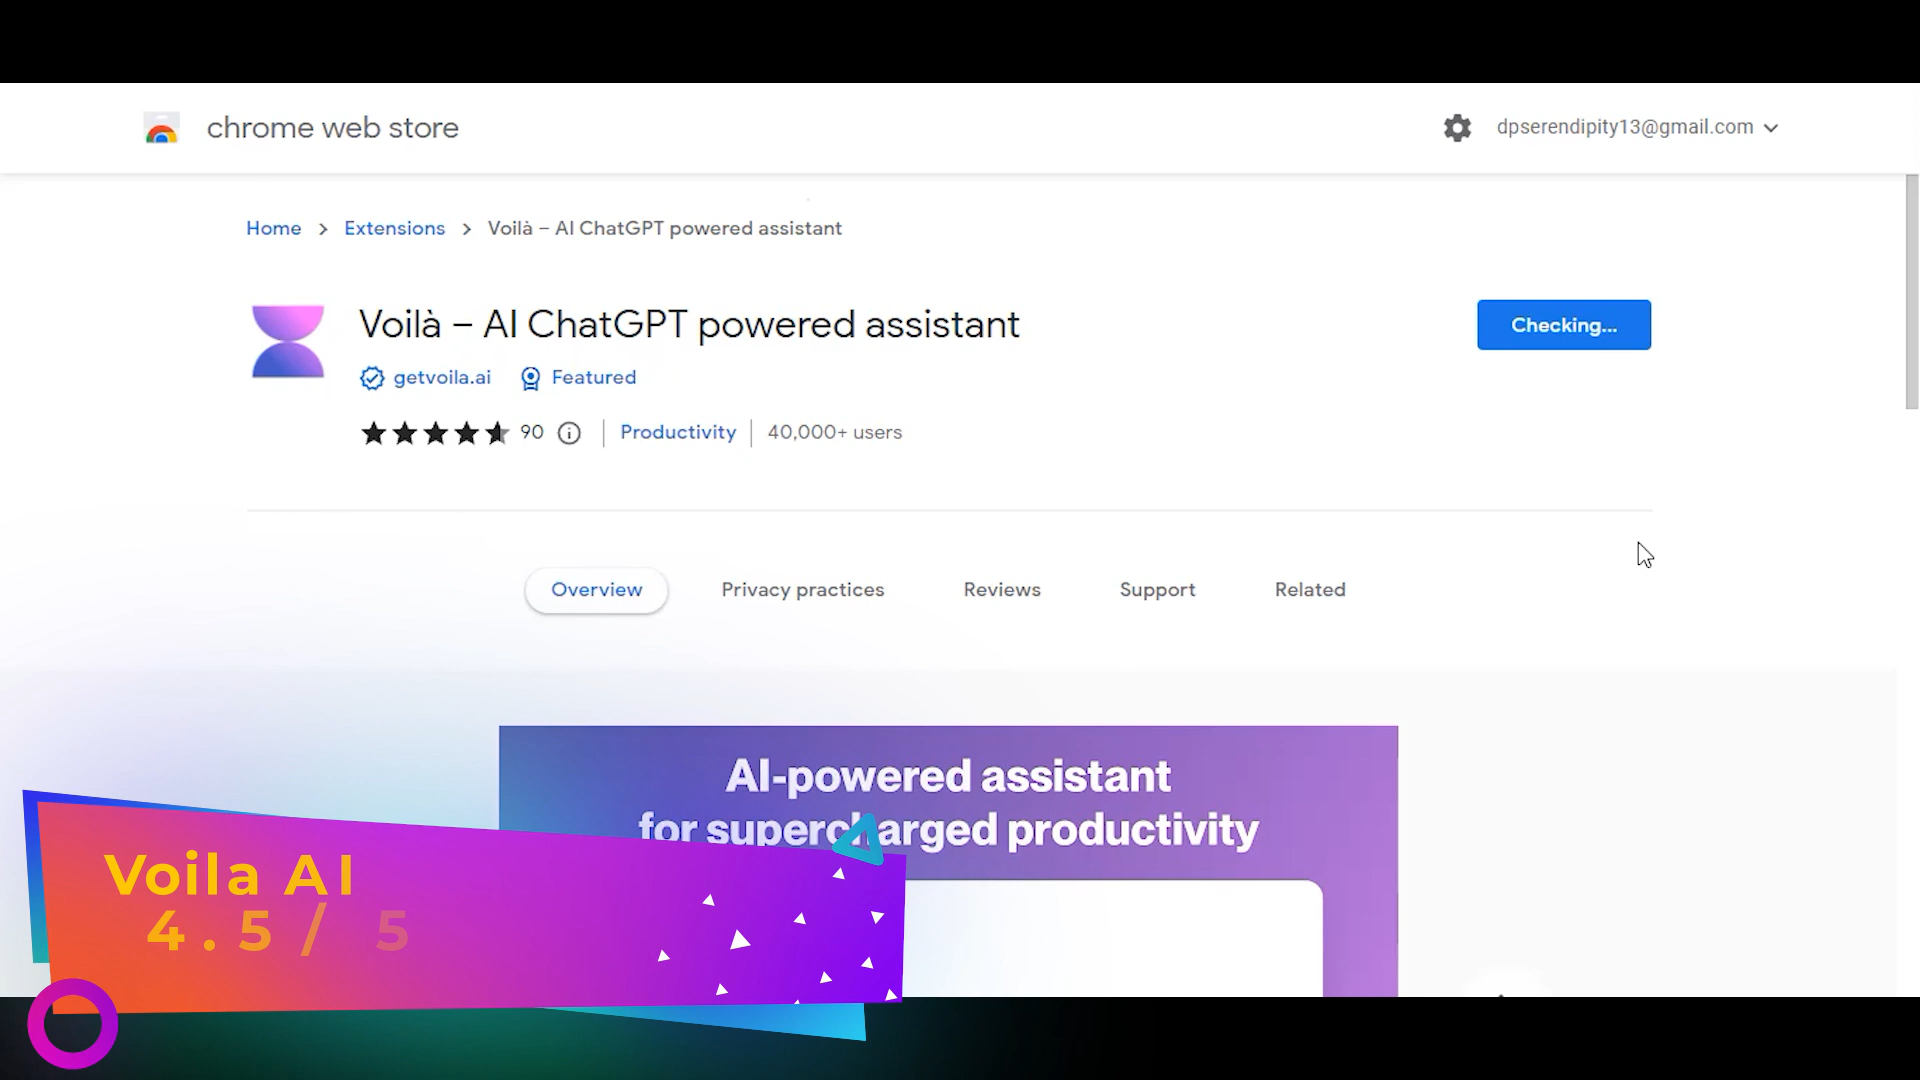 chrome web store
dpserendipity13@gmail.com
Home > Extensions > Voilà – AI ChatGPT powered assistant
Voilà – AI ChatGPT powered assistant
Checking...
getvoila.ai Featured
90 Productivity 40,000+ users
Overview Privacy practices Reviews Support Related
AI-powered assistant
for supercharged productivity
Voila AI
4.5/ 5